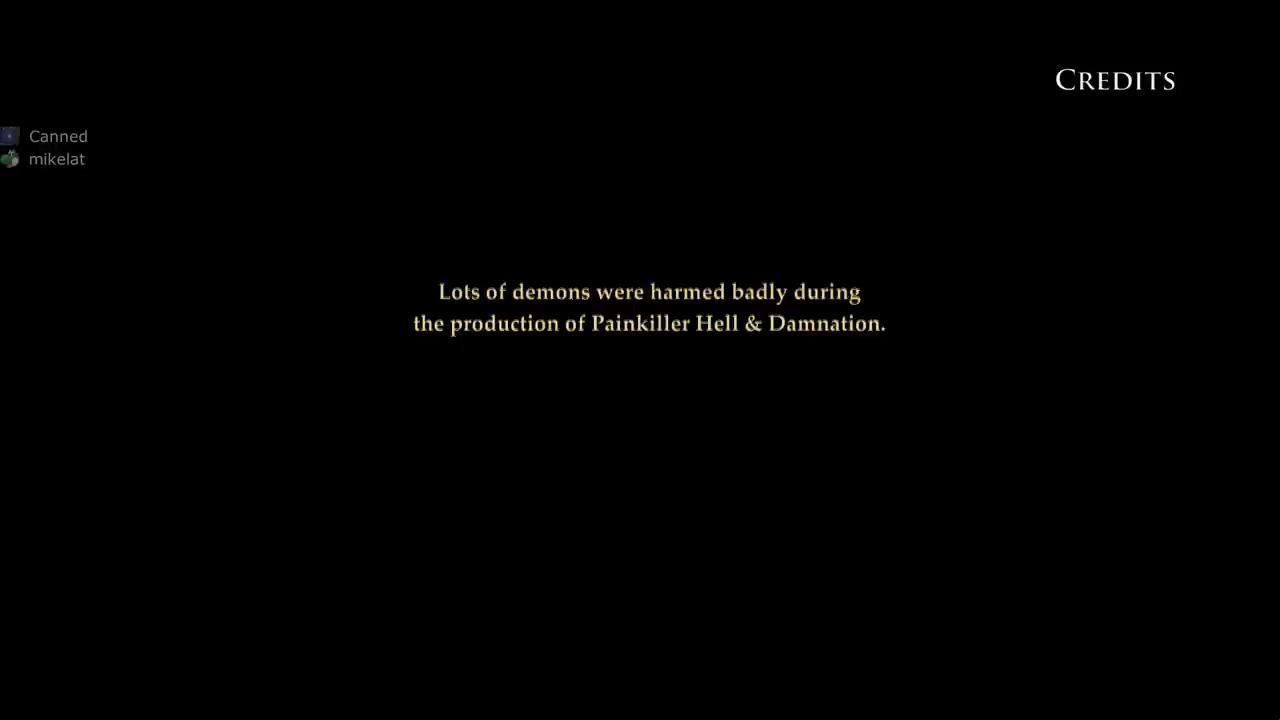 Credits
Canned
mikelat
Lots of demons were harmed badly during
the production of Painkiller Hell & Damnation.